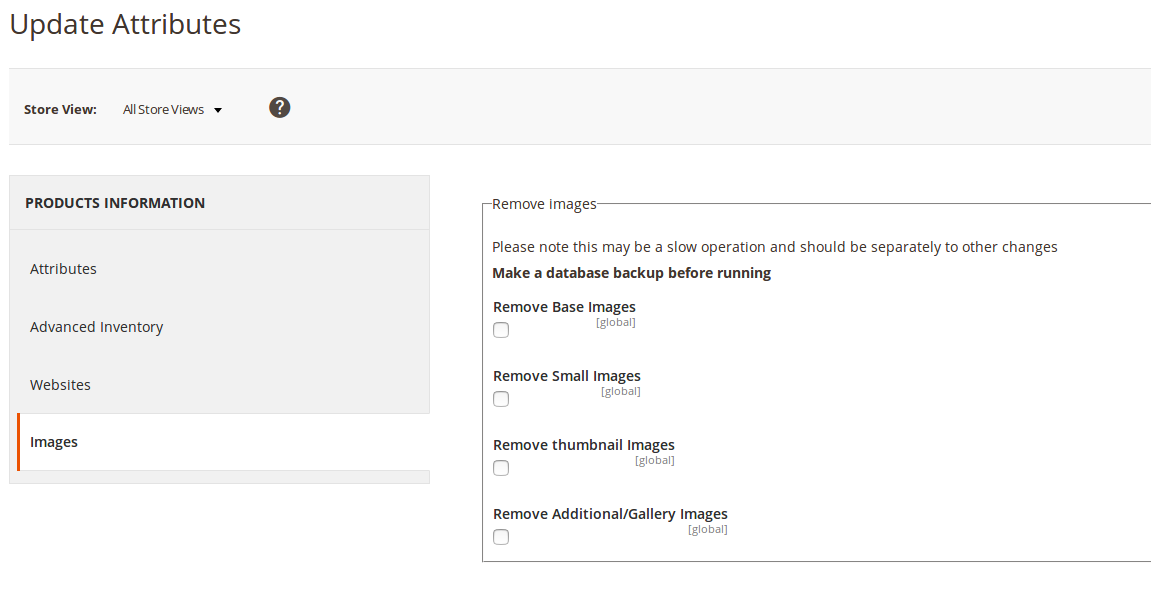 Update Attributes
Store View: All Store Views ?
PRODUCTS INFORMATION
Attributes
Advanced Inventory
Websites
Images
Remove images
Please note this may be a slow operation and should be separately to other changes
Make a database backup before running
Remove Base Images
[global]
Remove Small Images
[global]
Remove thumbnail Images
[global]
Remove Additional/Gallery Images
[global]